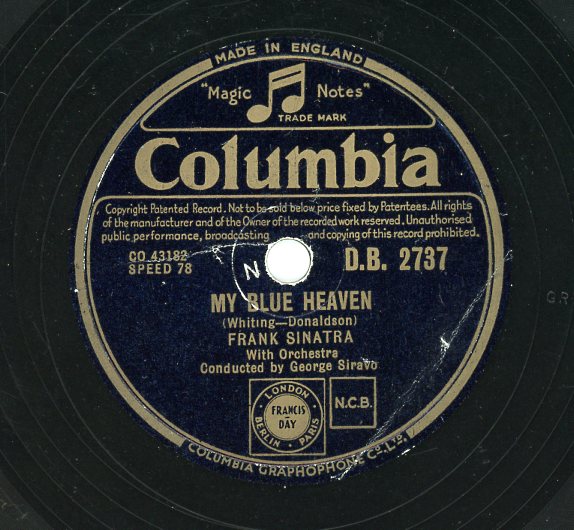 MADE IN ENGLAND
"Magic Notes"
TRADE MARK
Columbia
Copyright Patented Record. Not to be sold below price fixed by Patentees. All rights
of the manufacturer and of the Owner of the recorded work reserved. Unauthorised
public performance, broadcasting and copying of this record prohibited.
CO 43182
SPEED 78
N
D.B. 2737
MY BLUE HEAVEN
(Whiting—Donaldson)
FRANK SINATRA
With Orchestra
Conducted by George Siravo
LONDON
FRANCIS
DAY
BERLIN PARIS
N.C.B.
COLUMBIA GRAPHOPHONE CO., LTD.
GR